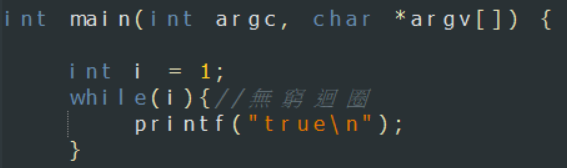 int main(int argc, char *argv[]) {
int i = 1;
while(i){//無窮迴圈
printf("true\n");
}